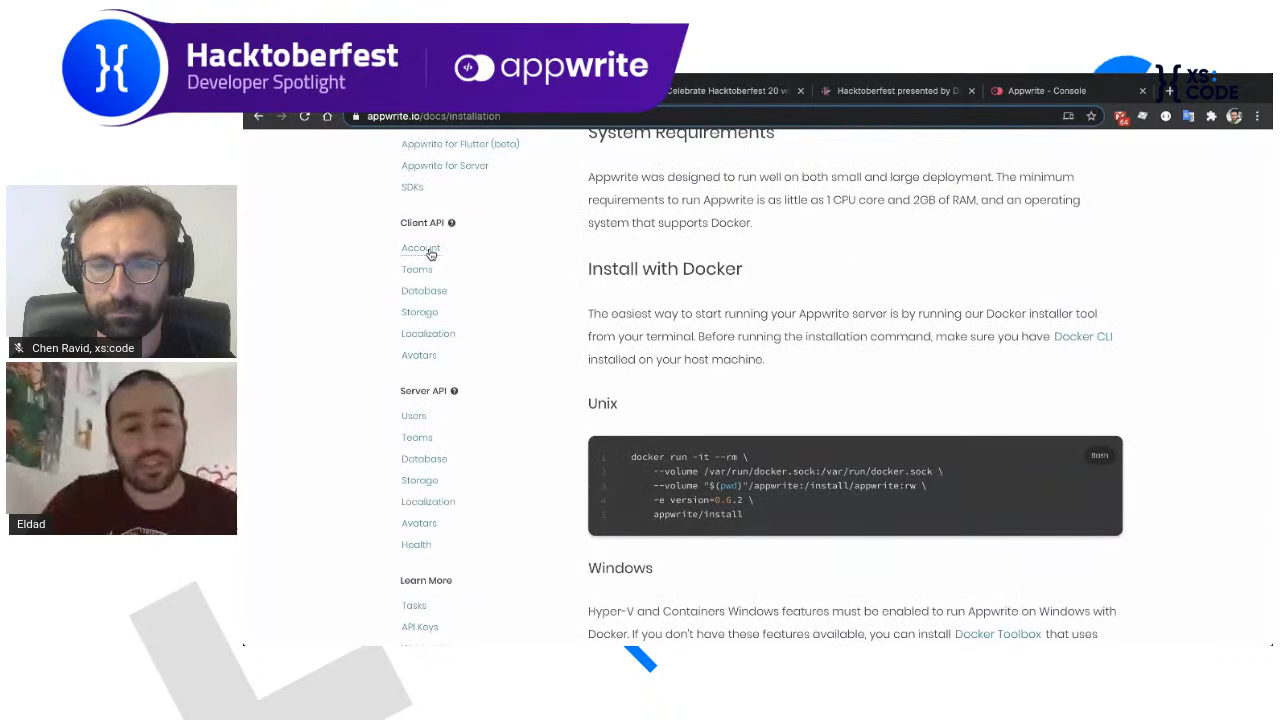 Hacktoberfest
Developer Spotlight
appwrite
XS:
CODE
Celebrate Hacktoberfest 20
Hacktoberfest presented by D
Appwrite - Console
appwrite.io/docs/installation
64
Appwrite for Flutter (beta)
Appwrite for Server
SDKs
Client API
Account
Teams
Database
Storage
Localization
Avatars
Server API
Users
Teams
Database
Storage
Localization
Avatars
Health
Learn More
Tasks
API Keys
System Requirements
Appwrite was designed to run well on both small and large deployment. The minimum
requirements to run Appwrite is as little as 1 CPU core and 2GB of RAM, and an operating
system that supports Docker.
Install with Docker
The easiest way to start running your Appwrite server is by running our Docker installer tool
from your terminal. Before running the installation command, make sure you have Docker CLI
installed on your host machine.
Unix
Bash
1 docker run -it --rm \
2 --volume /var/run/docker.sock:/var/run/docker.sock \
3 --volume "$(pwd)"/appwrite:/install/appwrite:rw \
4 -e version=0.6.2 \
5 appwrite/install
Windows
Hyper-V and Containers Windows features must be enabled to run Appwrite on Windows with
Docker. If you don't have these features available, you can install Docker Toolbox that uses
Chen Ravid, xs:code
Eldad